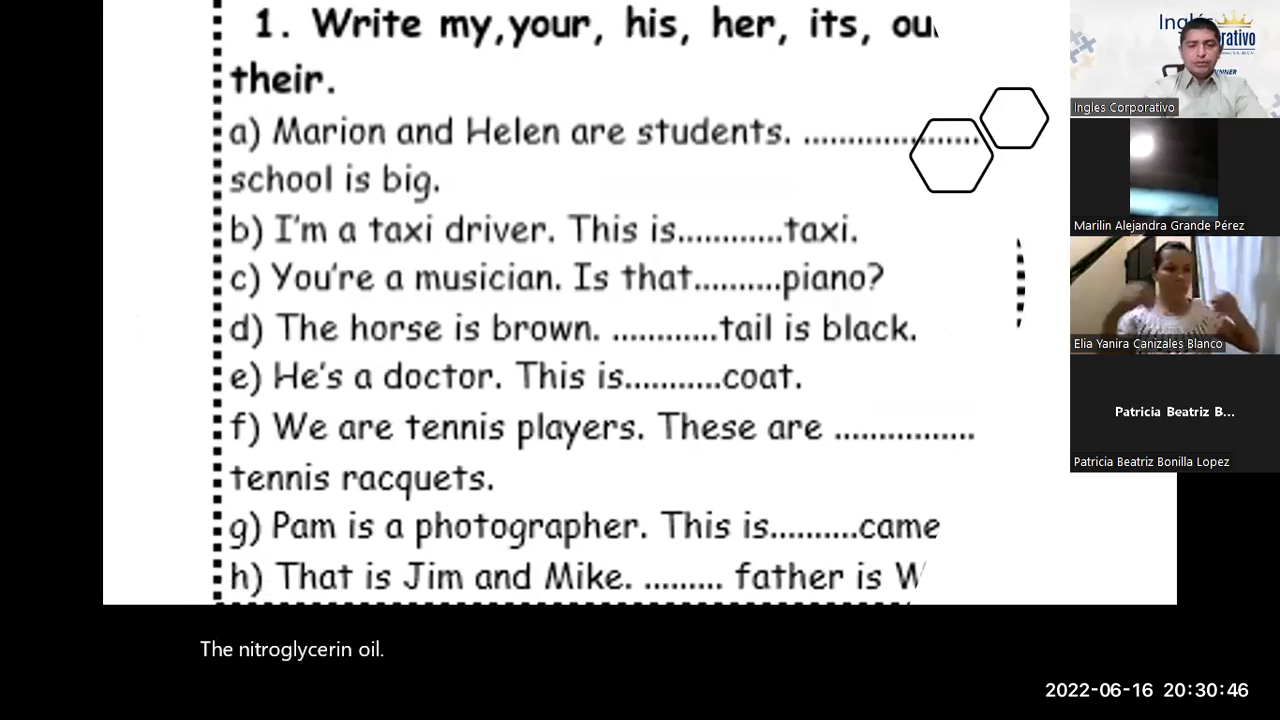 1. Write my,your, his, her, its,
their.
a) Marion and Helen are students. ....................
school is big.
b) I'm a taxi driver. This is............taxi.
c) You're a musician. Is that..........piano?
d) The horse is brown. ............tail is black.
e) He's a doctor. This is...........coat.
f) We are tennis players. These are ................
tennis racquets.
g) Pam is a photographer. This is..........came
h) That is Jim and Mike. ......... father is
The nitroglycerin oil.
2022-06-16 20:30:46
Ingles Corporativo
Marilin Alejandra Grande Pérez
Elia Yanira Canizales Blanco
Patricia Beatriz B...
Patricia Beatriz Bonilla Lopez